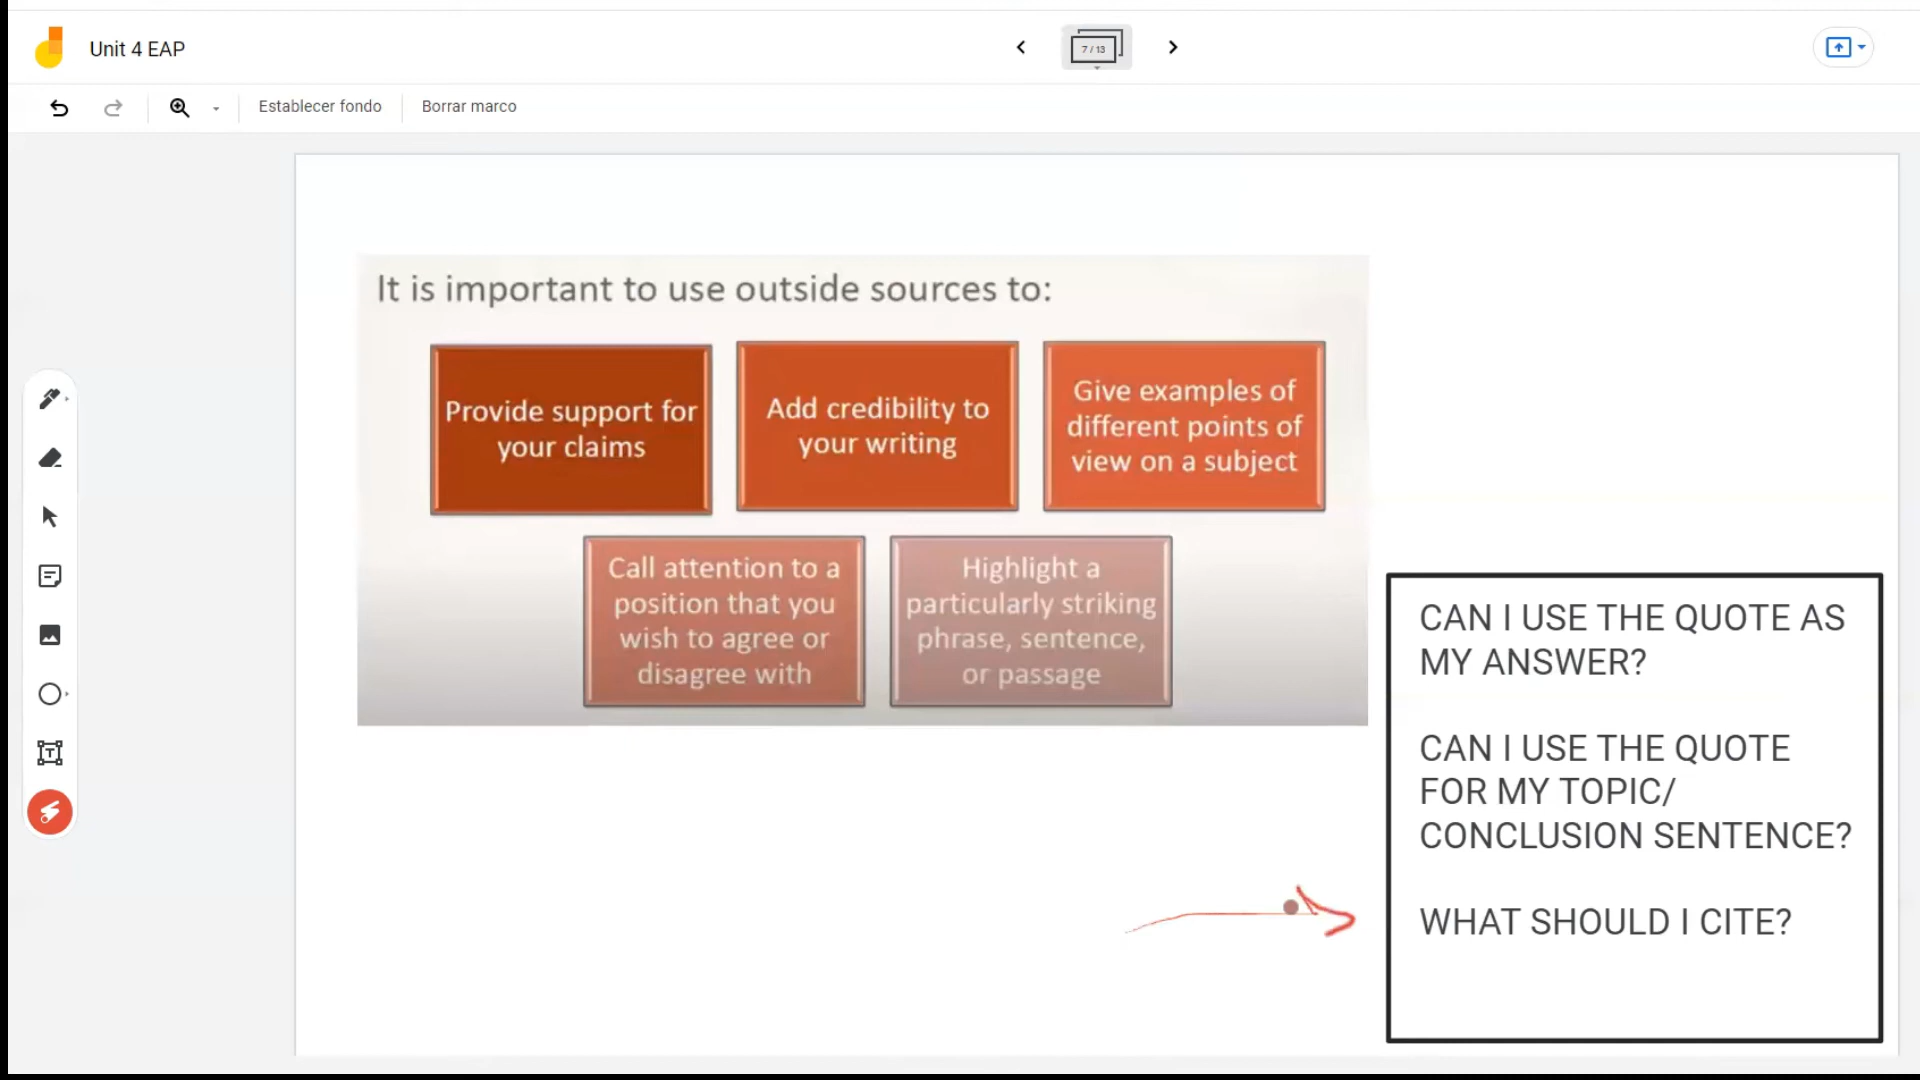 Unit 4 EAP
7 / 13
Establecer fondo
Borrar marco
It is important to use outside sources to:
Provide support for
your claims
Add credibility to
your writing
Give examples of
different points of
view on a subject
Call attention to a
position that you
wish to agree or
disagree with
Highlight a
particularly striking
phrase, sentence,
or passage
CAN I USE THE QUOTE AS
MY ANSWER?
CAN I USE THE QUOTE
FOR MY TOPIC/
CONCLUSION SENTENCE?
WHAT SHOULD I CITE?